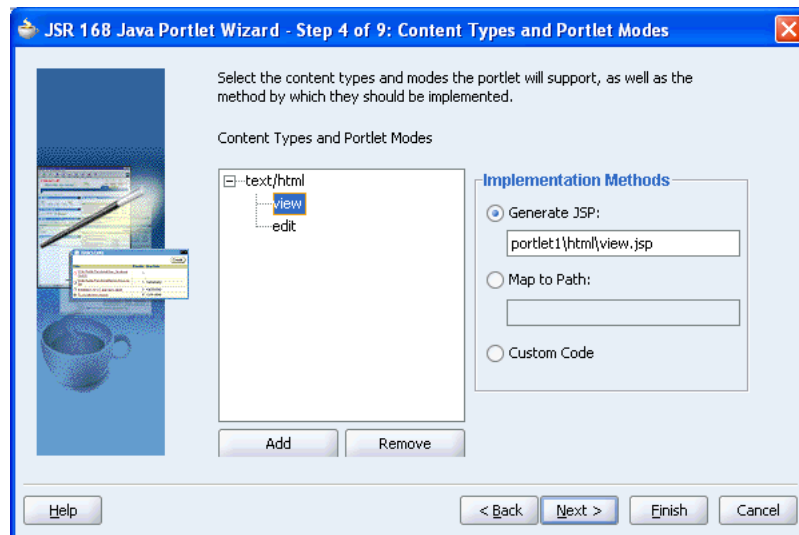 JSR 168 Java Portlet Wizard - Step 4 of 9: Content Types and Portlet Modes
Select the content types and modes the portlet will support, as well as the
method by which they should be implemented.
Content Types and Portlet Modes
text/html
view
edit
Implementation Methods
Generate JSP:
portlet1\html\view.jsp
Map to Path:
Custom Code
Add
Remove
Help
< Back
Next >
Finish
Cancel